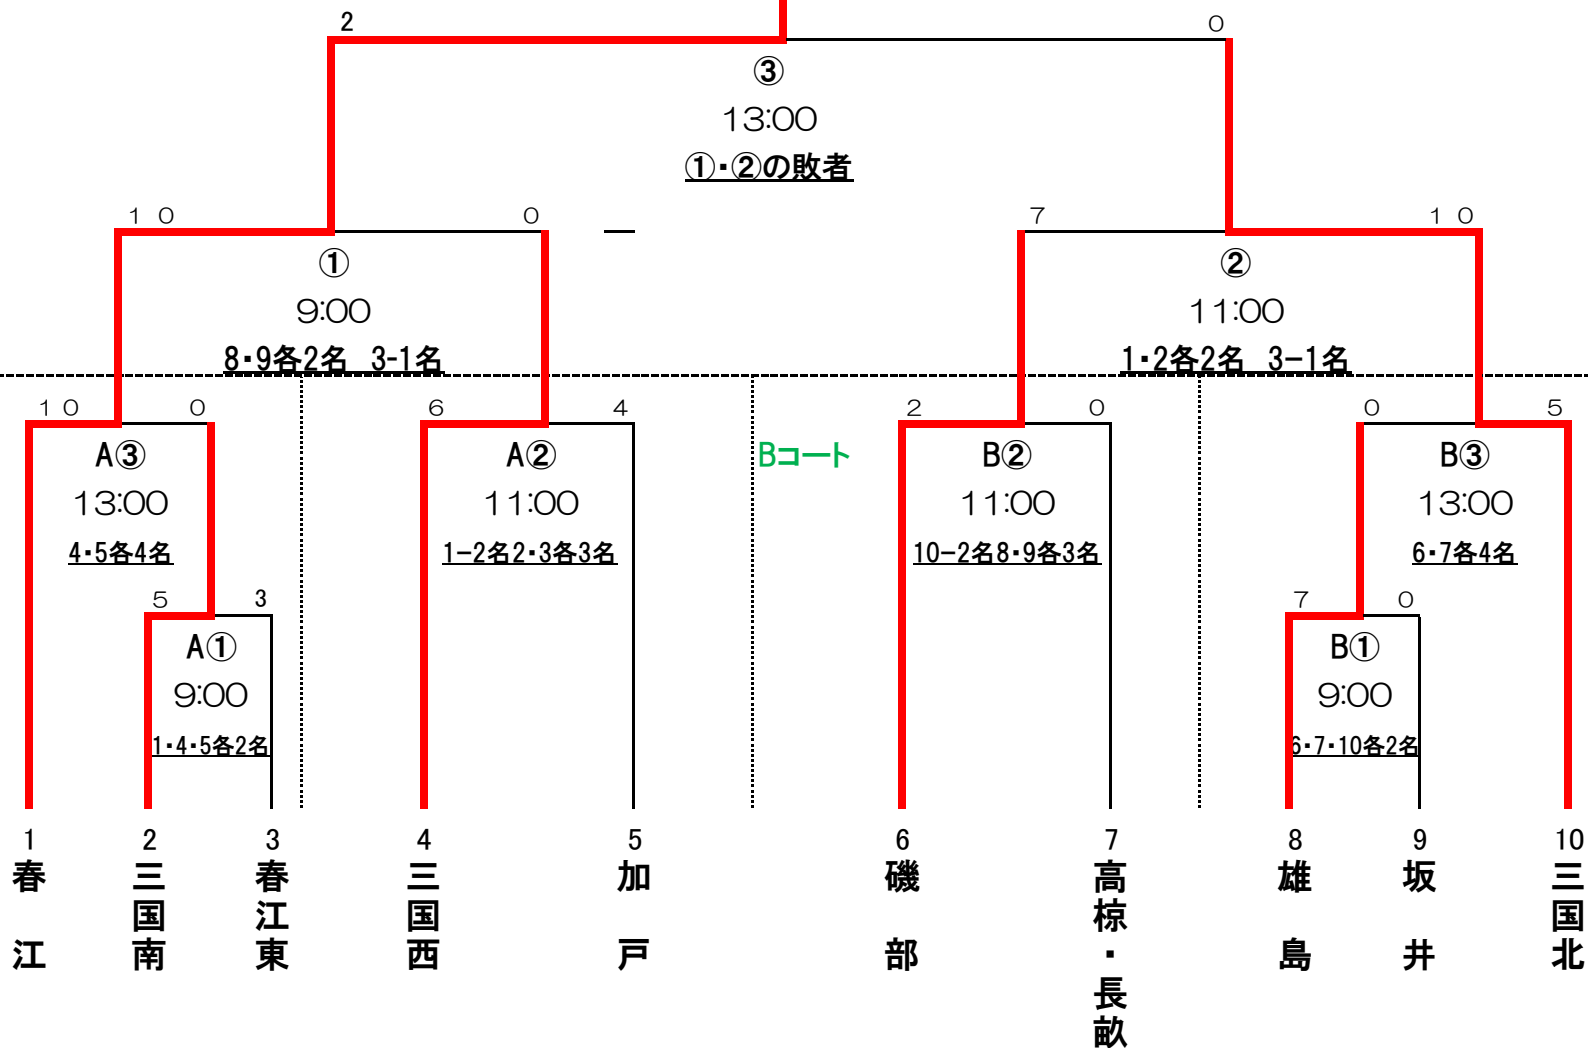 2
0
③
13:00
①・②の敗者
10
0
7
10
①
9:00
8・9各2名　3-1名
②
11:00
1・2各2名　3−1名
10
0
6
4
2
0
0
5
A③
13:00
4・5各4名
A②
11:00
1−2名2・3各3名
Bコート
B②
11:00
10−2名8・9各3名
B③
13:00
6・7各4名
5
3
A①
9:00
1・4・5各2名
7
0
B①
9:00
6・7・10各2名
1
2
3
4
5
6
7
8
9
10
春江
三国南
春江東
三国西
加戸
磯部
高椋・長畝
雄島
坂井
三国北